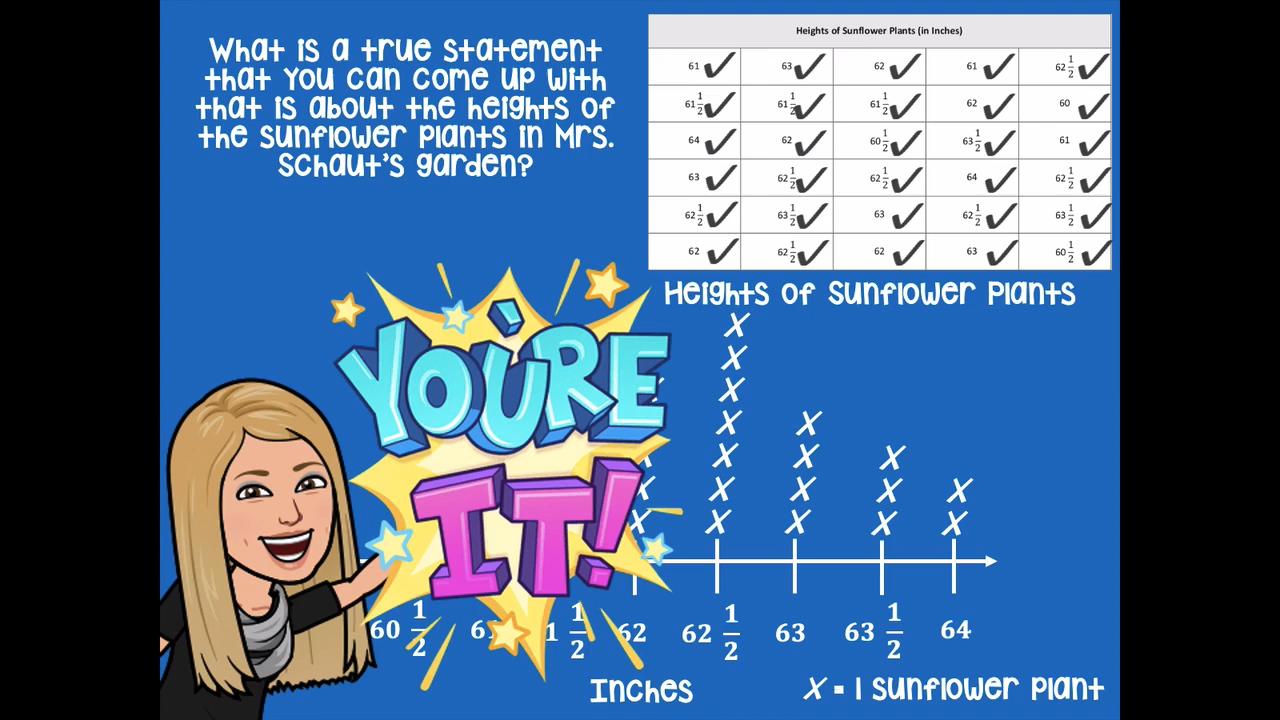 What is a true statement
that you can come up with
that is about the heights of
the sunflower plants in Mrs.
Schaut's garden?
Heights of Sunflower Plants (in Inches)
61 ✔ 63 ✔ 62 ✔ 61 ✔ 62 1/2 ✔
61 1/2 ✔ 61 1/2 ✔ 61 1/2 ✔ 62 ✔ 60 ✔
64 ✔ 62 ✔ 60 1/2 ✔ 63 1/2 ✔ 61 ✔
63 ✔ 62 1/2 ✔ 62 1/2 ✔ 64 ✔ 62 1/2 ✔
62 1/2 ✔ 63 1/2 ✔ 63 ✔ 62 1/2 ✔ 63 1/2 ✔
62 ✔ 62 1/2 ✔ 62 ✔ 63 ✔ 60 1/2 ✔
Heights of Sunflower Plants
X
X
X
X X
X X X
X X X X X
X X X X X
YOU'RE
IT!
60 1/2 61 1 1/2 62 62 1/2 63 63 1/2 64
Inches
X = 1 Sunflower Plant